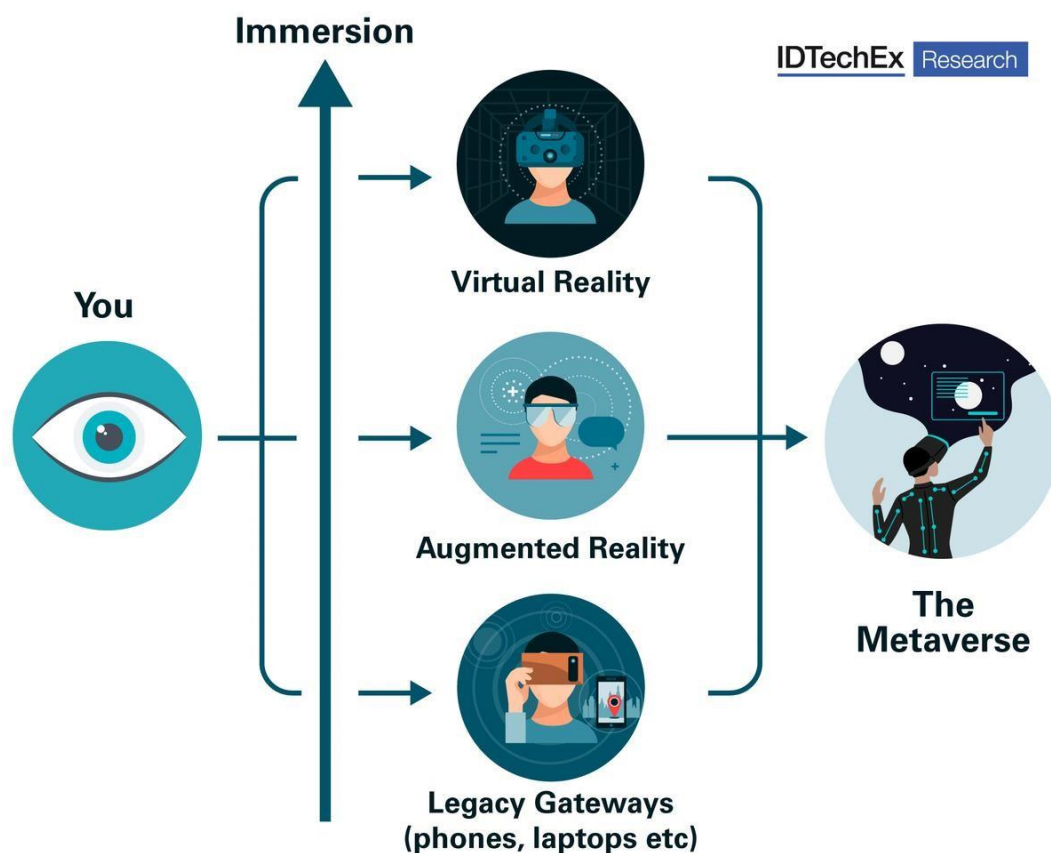 Immersion
IDTechEx Research
Virtual Reality
You
Augmented Reality
The
Metaverse
Legacy Gateways
(phones, laptops etc)